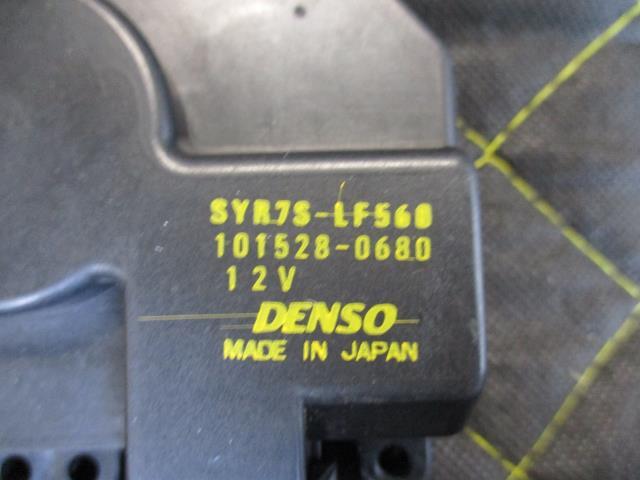 SYR7S-LF560
101528-0680
12V
DENSO
MADE IN JAPAN